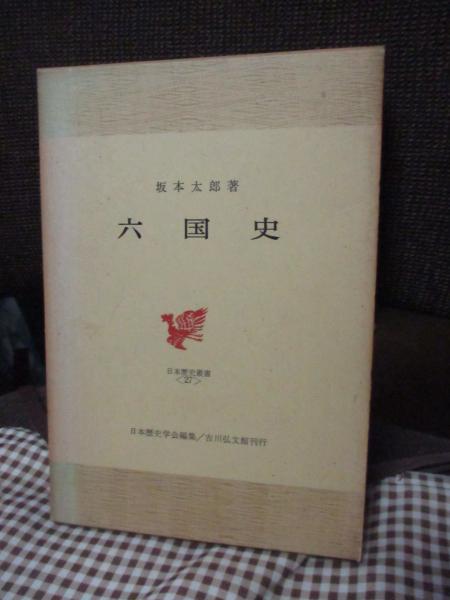 坂本太郎著
六国史
日本歴史叢書
<27>
日本歴史学会編集/吉川弘文館刊行